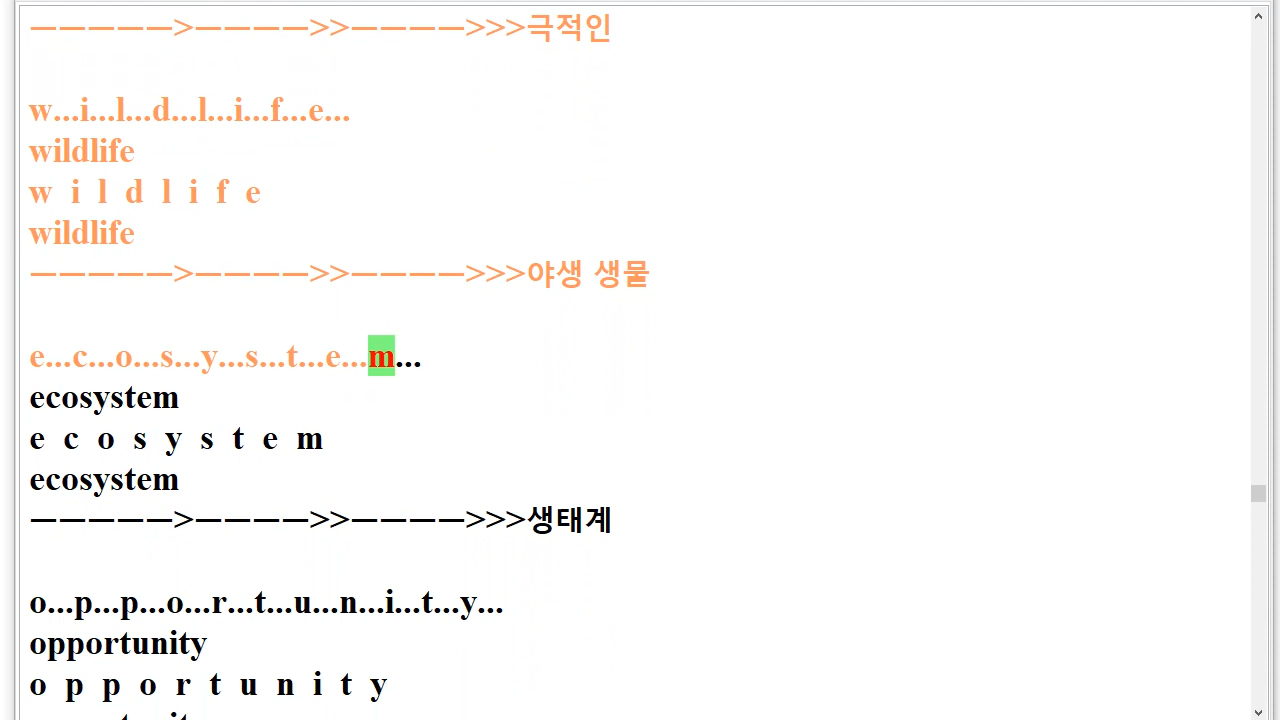 —————>————>>————>>>극적인
w...i...l...d...l...i...f...e...
wildlife
w i l d l i f e
wildlife
—————>————>>————>>>야생 생물
e...c...o...s...y...s...t...e...m...
ecosystem
e c o s y s t e m
ecosystem
—————>————>>————>>>생태계
o...p...p...o...r...t...u...n...i...t...y...
opportunity
o p p o r t u n i t y